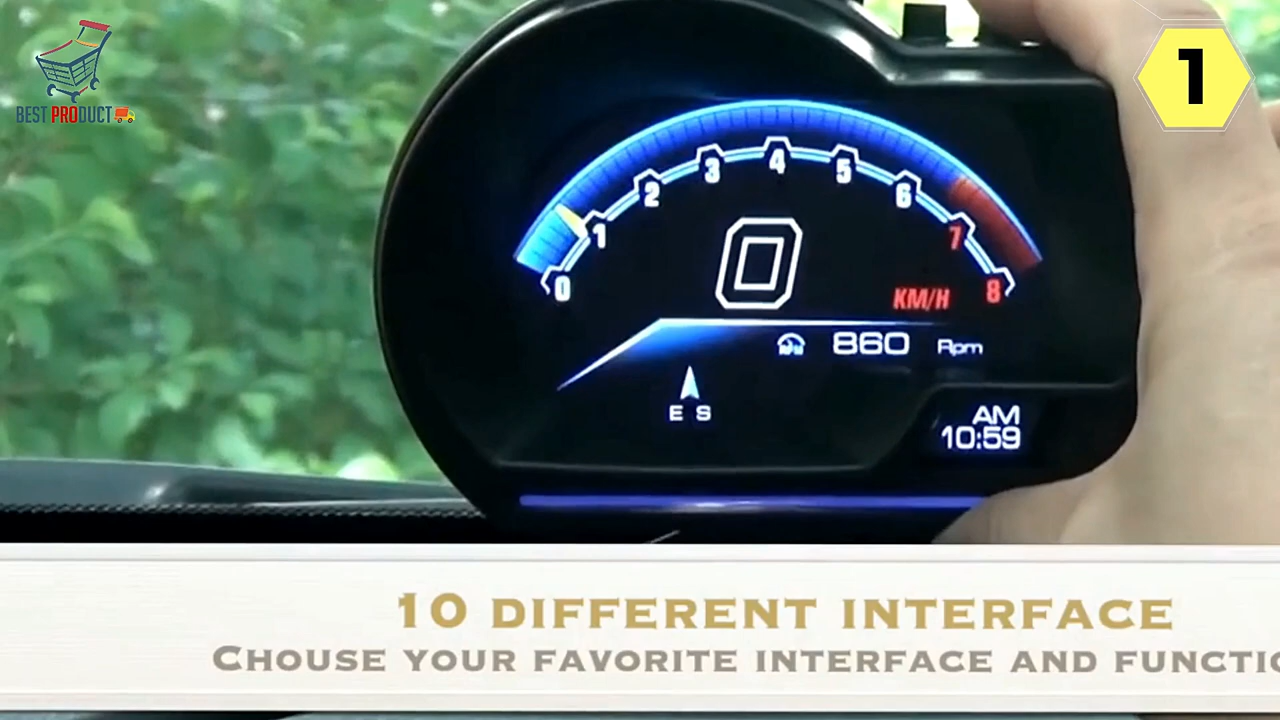 BEST PRODUCT
1
0 1 2 3 4 5 6 7 8
0
KM/H
860 Rpm
E S
AM
10:59
10 DIFFERENT INTERFACE
CHOUSE YOUR FAVORITE INTERFACE AND FUNCTIO